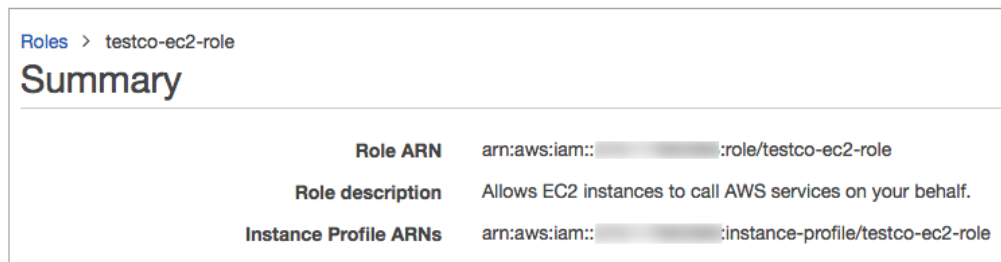 Roles > testco-ec2-role
Summary
Role ARN arn:aws:iam:: :role/testco-ec2-role
Role description Allows EC2 instances to call AWS services on your behalf.
Instance Profile ARNs arn:aws:iam:: :instance-profile/testco-ec2-role